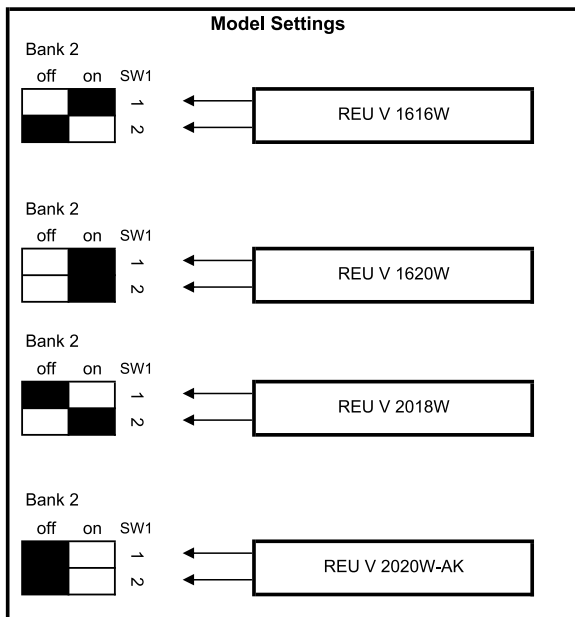 Model Settings
Bank 2
off on SW1
1
2
REU V 1616W
Bank 2
off on SW1
1
2
REU V 1620W
Bank 2
off on SW1
1
2
REU V 2018W
Bank 2
off on SW1
1
2
REU V 2020W-AK